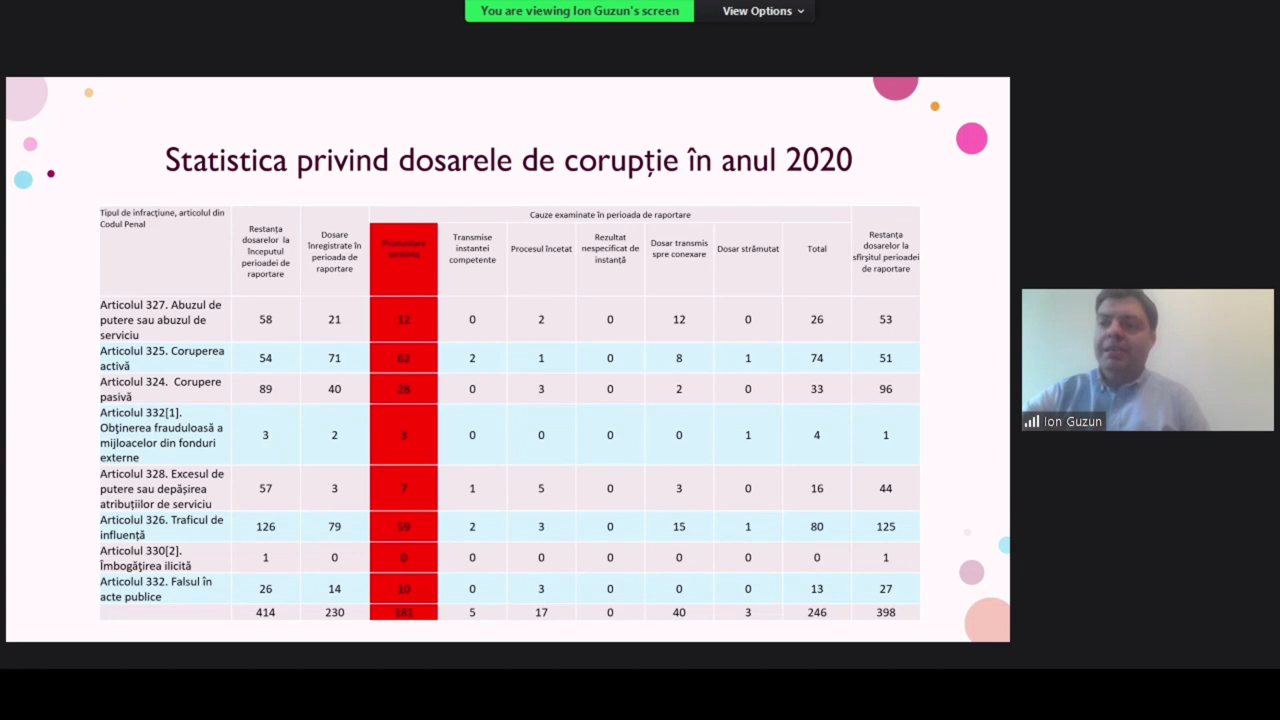 You are viewing Ion Guzun's screen
View Options
Statistica privind dosarele de corupție în anul 2020
Tipul de infracțiune, articolul din
Codul Penal
Restanța
dosarelor la
începutul
perioadei de
raportare
Dosare
înregistrate în
perioada de
raportare
Cauze examinate în perioada de raportare
Transmise
instantei
competente
Procesul încetat
Rezultat
nespecificat de
instanță
Dosar transmis
spre conexare
Dosar strămutat
Total
Restanța
dosarelor la
sfîrșitul perioadei
de raportare
Articolul 327. Abuzul de
putere sau abuzul de
serviciu
58 21 12 0 2 0 12 0 26 53
Articolul 325. Coruperea
activă
54 71 62 2 1 0 8 1 74 51
Articolul 324. Corupere
pasivă
89 40 28 0 3 0 2 0 33 96
Articolul 332[1].
Obţinerea frauduloasă a
mijloacelor din fonduri
externe
3 2 3 0 0 0 0 1 4 1
Articolul 328. Excesul de
putere sau depășirea
atribuțiilor de serviciu
57 3 7 1 5 0 3 0 16 44
Articolul 326. Traficul de
influență
126 79 59 2 3 0 15 1 80 125
Articolul 330[2].
Îmbogăţirea ilicită
1 0 0 0 0 0 0 0 0 1
Articolul 332. Falsul în
acte publice
26 14 10 0 3 0 0 0 13 27
414 230 181 5 17 0 40 3 246 398
Ion Guzun